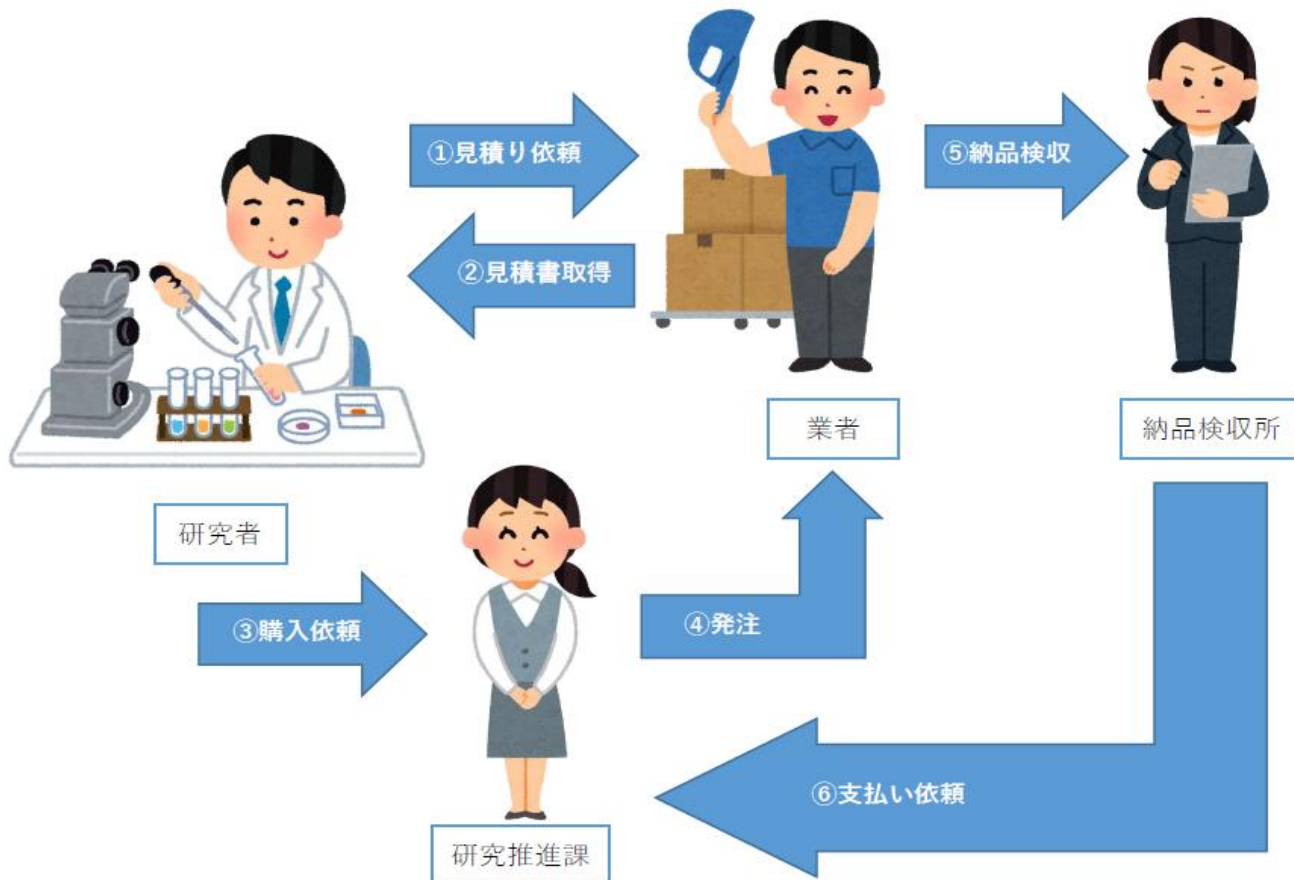 ①見積り依頼
⑤納品検収
②見積書取得
業者
納品検収所
研究者
③購入依頼
④発注
⑥支払い依頼
研究推進課